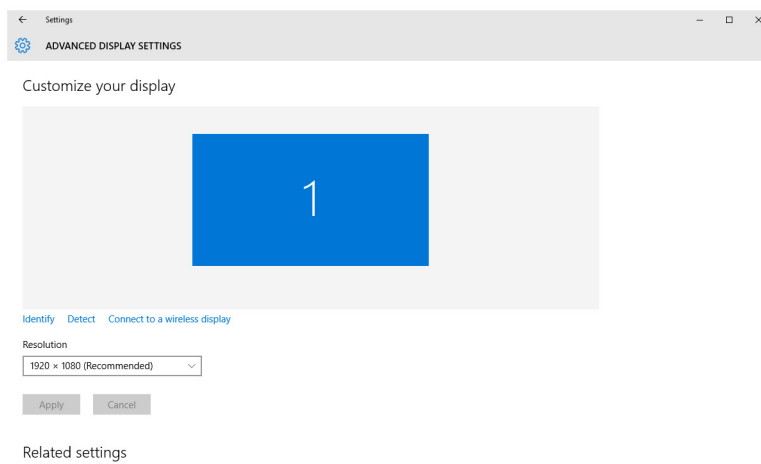 Settings
ADVANCED DISPLAY SETTINGS
Customize your display
1
Identify Detect Connect to a wireless display
Resolution
1920 × 1080 (Recommended)
Apply Cancel
Related settings